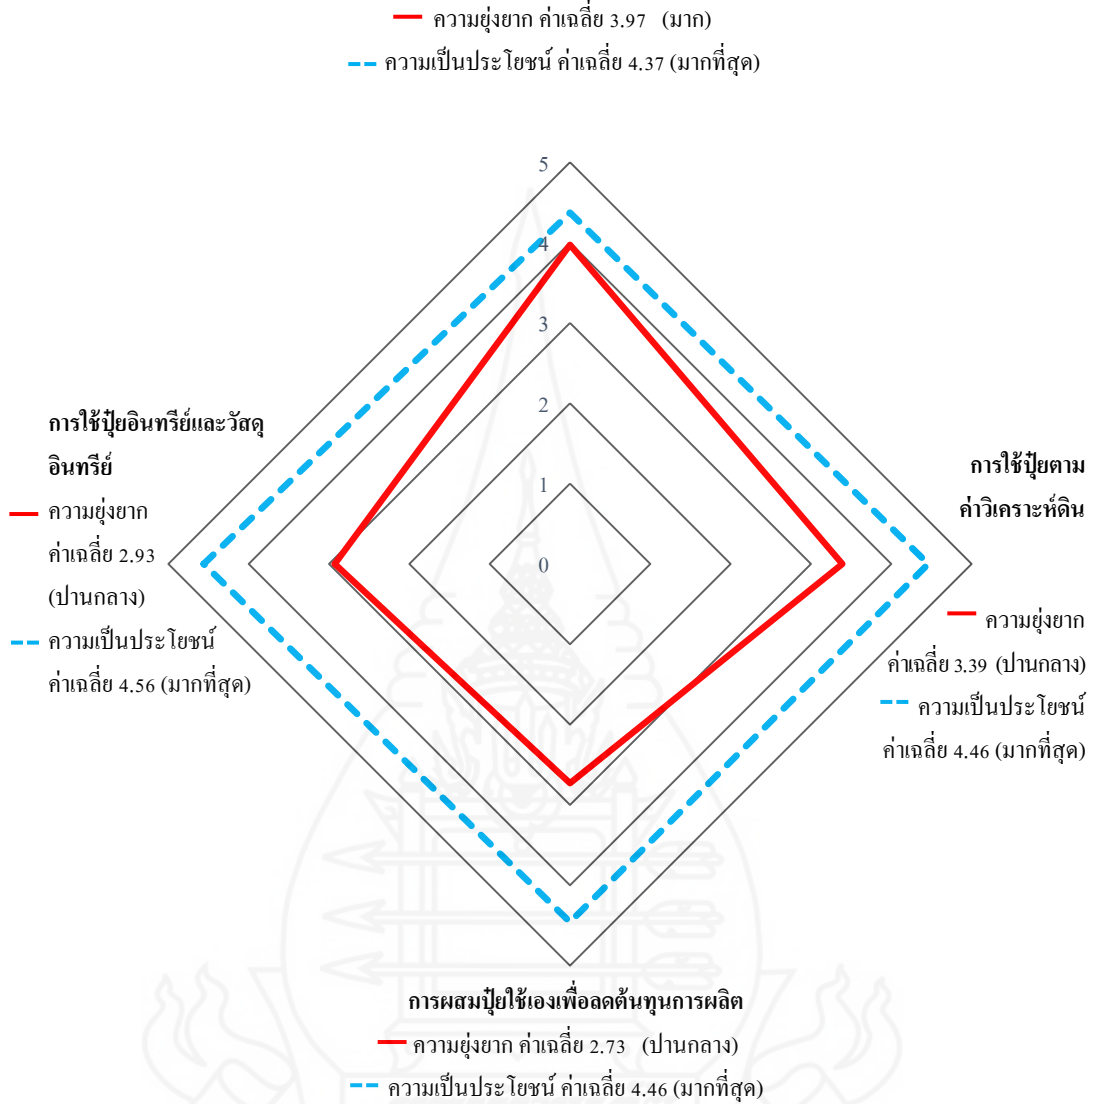 ความยุ่งยาก ค่าเฉลี่ย 3.97 (มาก)
ความเป็นประโยชน์ ค่าเฉลี่ย 4.37 (มากที่สุด)
5
4
3
2
1
0
การใช้ปุ๋ยอินทรีย์และวัสดุ
อินทรีย์
ความยุ่งยาก
ค่าเฉลี่ย 2.93
(ปานกลาง)
ความเป็นประโยชน์
ค่าเฉลี่ย 4.56 (มากที่สุด)
การใช้ปุ๋ยตาม
ค่าวิเคราะห์ดิน
ความยุ่งยาก
ค่าเฉลี่ย 3.39 (ปานกลาง)
ความเป็นประโยชน์
ค่าเฉลี่ย 4.46 (มากที่สุด)
การผสมปุ๋ยใช้เองเพื่อลดต้นทุนการผลิต
ความยุ่งยาก ค่าเฉลี่ย 2.73 (ปานกลาง)
ความเป็นประโยชน์ ค่าเฉลี่ย 4.46 (มากที่สุด)